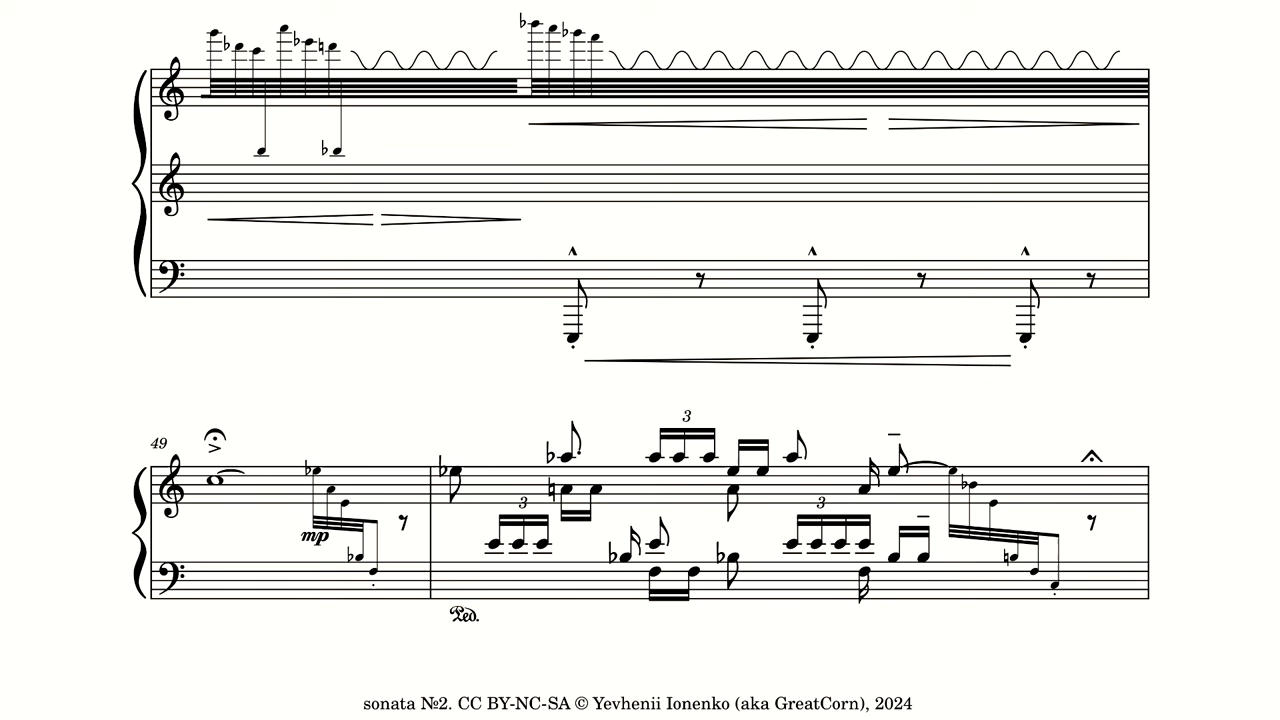 49
3
3
3
mp
Ped.
sonata №2. CC BY-NC-SA © Yevhenii Ionenko (aka GreatCorn), 2024